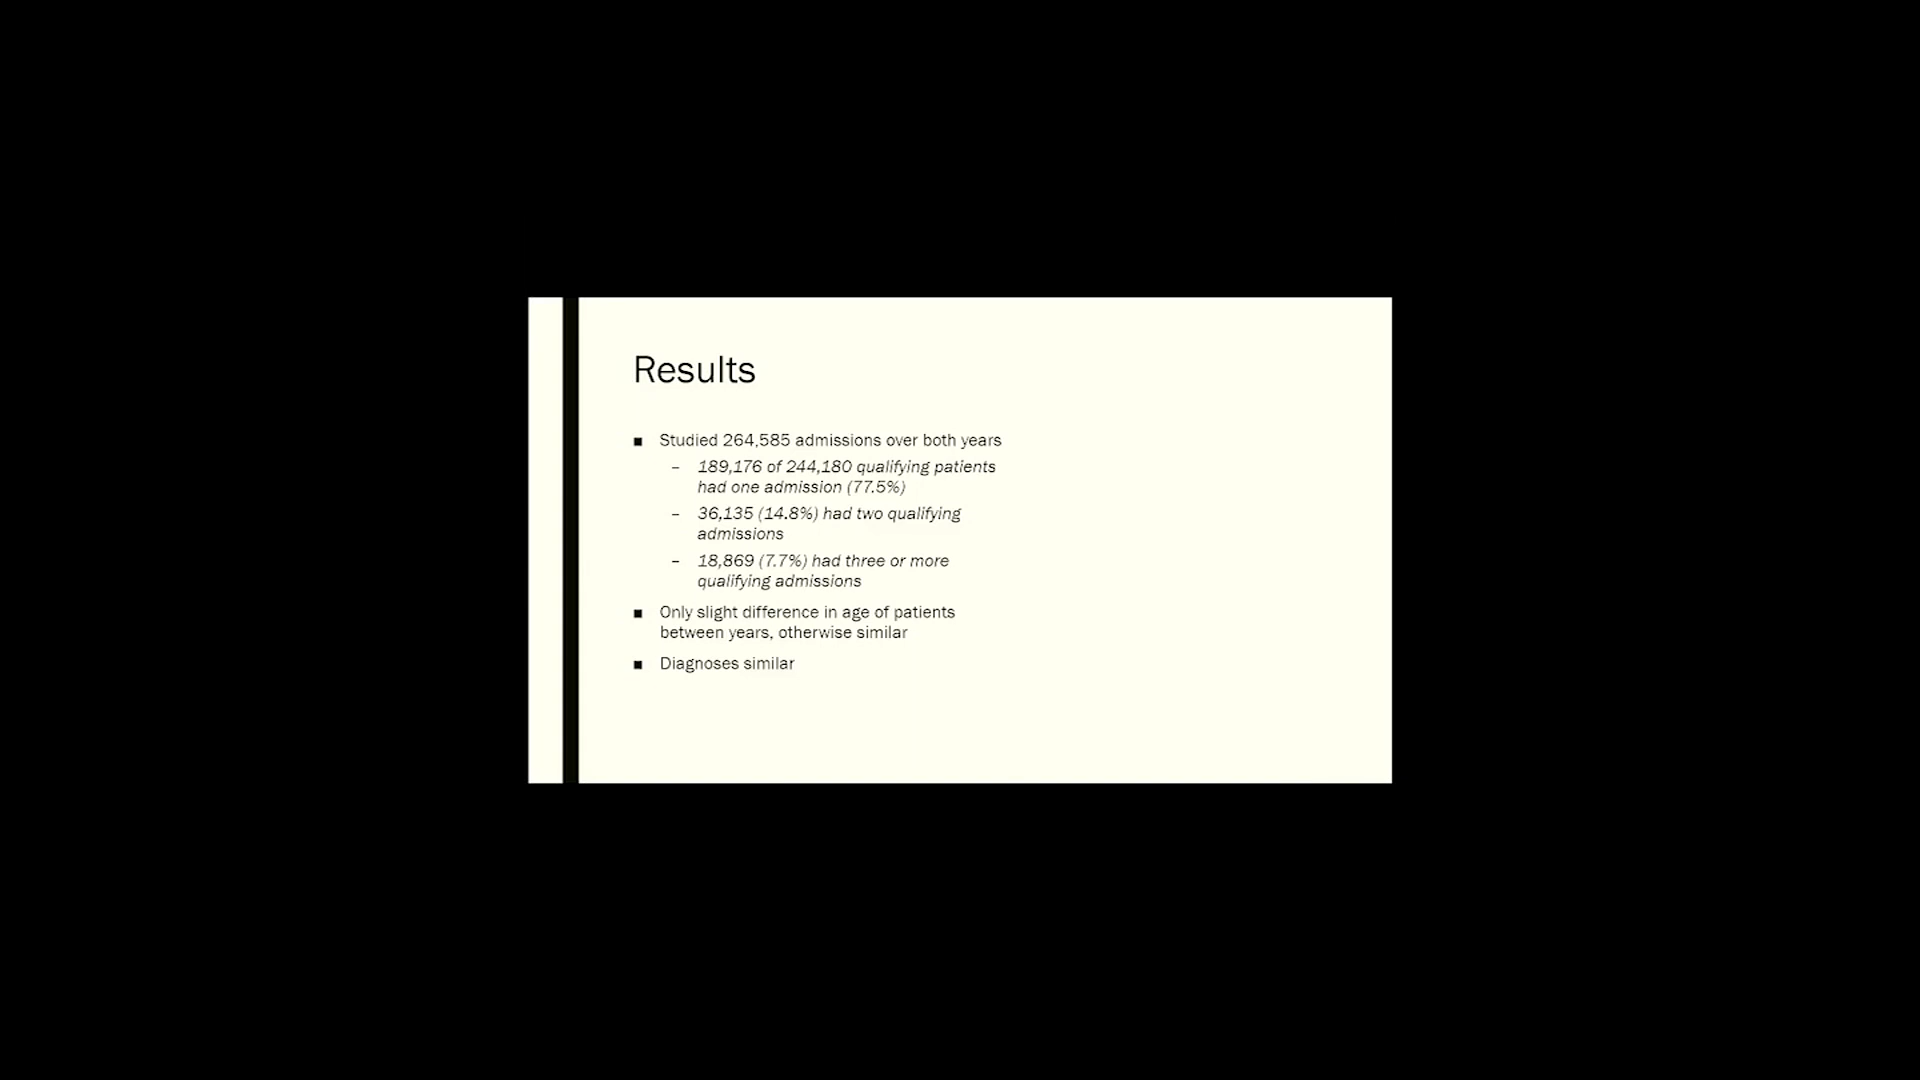 Results
■ Studied 264,585 admissions over both years
– 189,176 of 244,180 qualifying patients
had one admission (77.5%)
– 36,135 (14.8%) had two qualifying
admissions
– 18,869 (7.7%) had three or more
qualifying admissions
■ Only slight difference in age of patients
between years, otherwise similar
■ Diagnoses similar